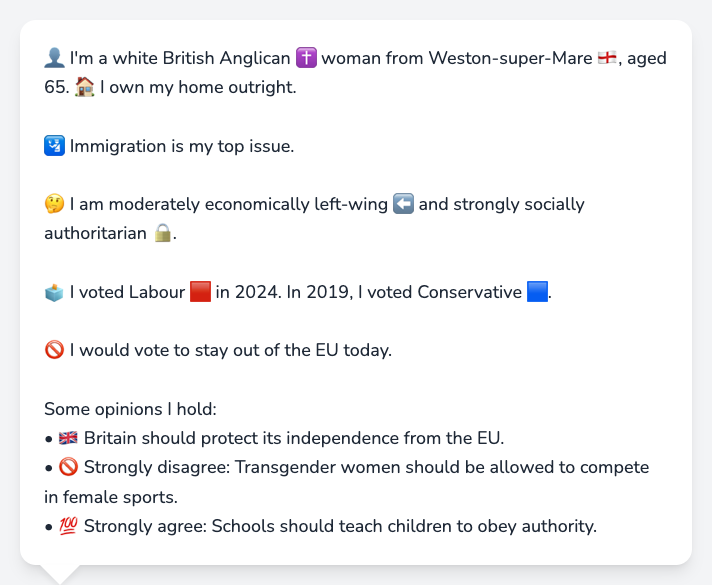 👤 I'm a white British Anglican ✝️ woman from Weston-super-Mare 🏴󠁧󠁢󠁥󠁮󠁧󠁿, aged
65. 🏠 I own my home outright.
🛂 Immigration is my top issue.
🤔 I am moderately economically left-wing ⬅️ and strongly socially
authoritarian 🔒.
🗳️ I voted Labour 🟥 in 2024. In 2019, I voted Conservative 🟦.
🚫 I would vote to stay out of the EU today.
Some opinions I hold:
• 🇬🇧 Britain should protect its independence from the EU.
• 🚫 Strongly disagree: Transgender women should be allowed to compete
in female sports.
• 💯 Strongly agree: Schools should teach children to obey authority.